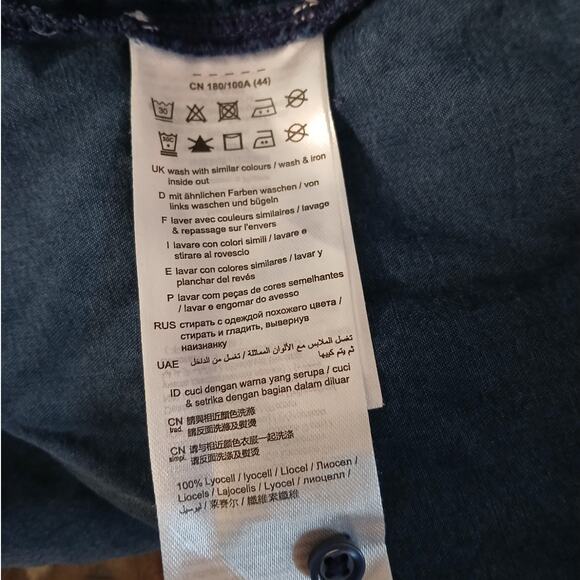 CN 180/100A (44)
30
30C
UK wash with similar colours / wash & iron
inside out
D mit ähnlichen Farben waschen / von
links waschen und bügeln
F laver avec couleurs similaires / lavage
& repassage sur l'envers
I lavare con colori simili / lavare e
stirare al rovescio
E lavar con colores similares / lavar y
planchar del revés
P lavar com peças de cores semelhantes
/ lavar e engomar do avesso
RUS стирать с одеждой похожего цвета /
стирать и гладить, вывернув
наизнанку
UAE تغسل الملابس مع الألوان المماثلة / تغسل من الداخل
ثم يتم كيها
ID cuci dengan warna yang serupa / cuci
& setrika dengan bagian dalam diluar
CN trad. 請與相近顏色洗滌
請反面洗滌及熨燙
CN simpl. 请与相近颜色衣服一起洗涤
请反面洗涤及熨烫
100% Lyocell / lyocell / Llocel / Лиосел /
Liocels / Lajocelis / Lyocel / лиоцелл /
ليوسيل / 莱赛尔 / 纖維素纖維